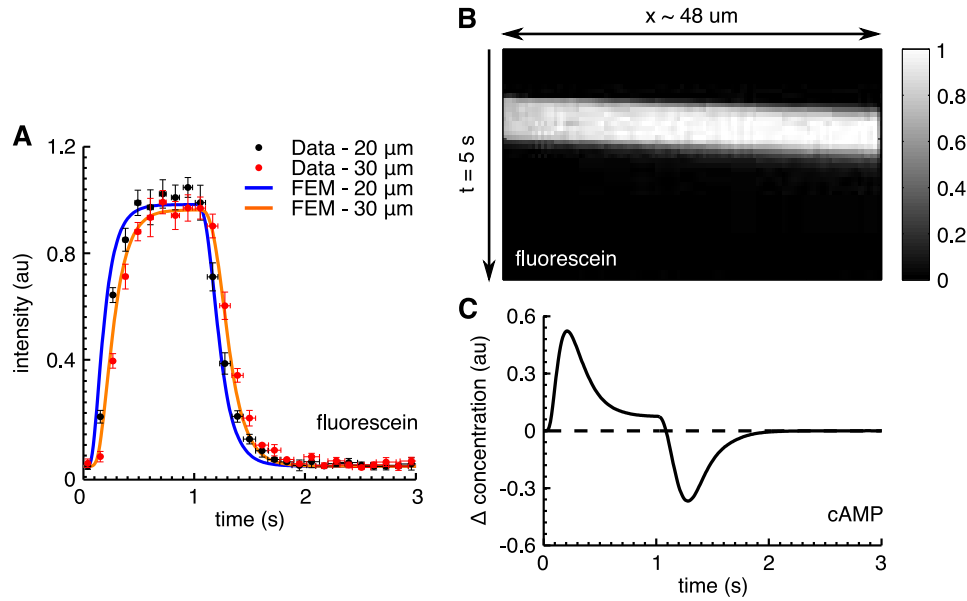 A
1.2
0.8
0.4
0
intensity (au)
Data - 20 µm
Data - 30 µm
FEM - 20 µm
FEM - 30 µm
fluorescein
0
1
2
3
time (s)
B
x ~ 48 um
t = 5 s
fluorescein
1
0.8
0.6
0.4
0.2
0
C
0.6
0.3
0
-0.3
-0.6
Δ concentration (au)
cAMP
0
1
2
3
time (s)